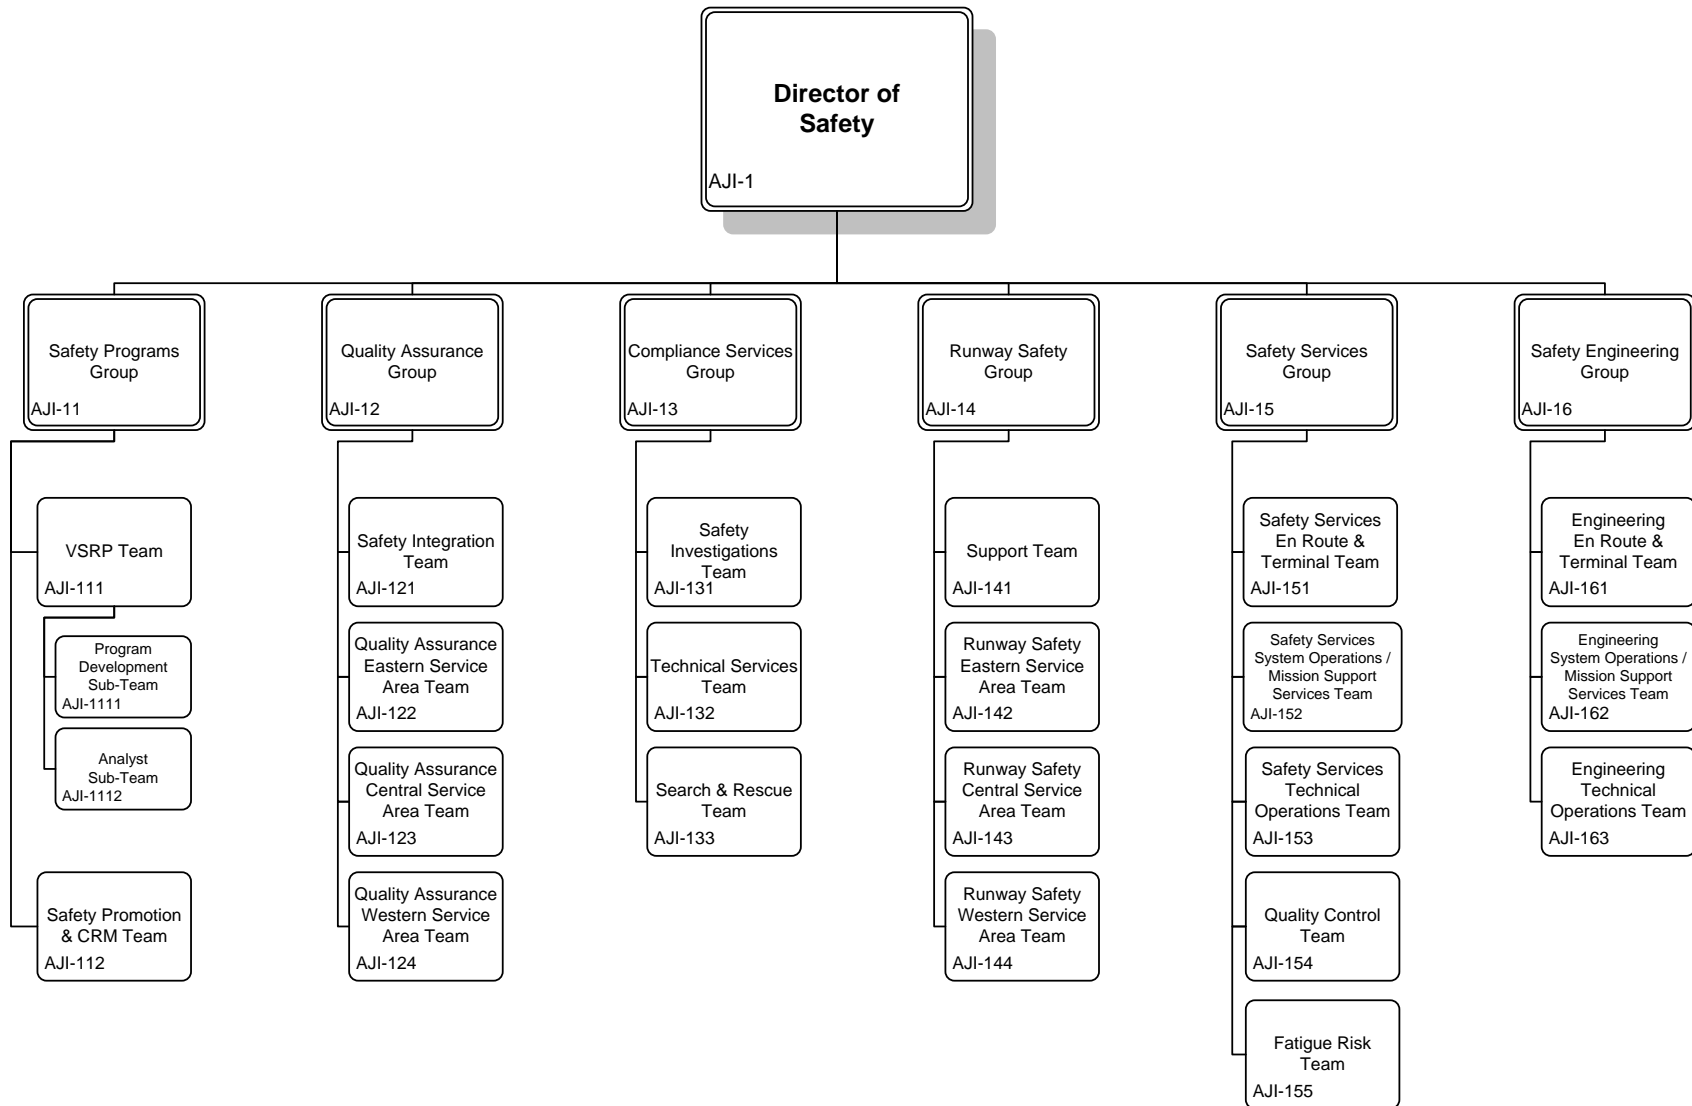 Director of
Safety
AJI-1
Safety Programs
Group
AJI-11
Quality Assurance
Group
AJI-12
Compliance Services
Group
AJI-13
Runway Safety
Group
AJI-14
Safety Services
Group
AJI-15
Safety Engineering
Group
AJI-16
VSRP Team
AJI-111
Program
Development
Sub-Team
AJI-1111
Analyst
Sub-Team
AJI-1112
Safety Promotion
& CRM Team
AJI-112
Safety Integration
Team
AJI-121
Quality Assurance
Eastern Service
Area Team
AJI-122
Quality Assurance
Central Service
Area Team
AJI-123
Quality Assurance
Western Service
Area Team
AJI-124
Safety
Investigations
Team
AJI-131
Technical Services
Team
AJI-132
Search & Rescue
Team
AJI-133
Support Team
AJI-141
Runway Safety
Eastern Service
Area Team
AJI-142
Runway Safety
Central Service
Area Team
AJI-143
Runway Safety
Western Service
Area Team
AJI-144
Safety Services
En Route &
Terminal Team
AJI-151
Safety Services
System Operations /
Mission Support
Services Team
AJI-152
Safety Services
Technical
Operations Team
AJI-153
Quality Control
Team
AJI-154
Fatigue Risk
Team
AJI-155
Engineering
En Route &
Terminal Team
AJI-161
Engineering
System Operations /
Mission Support
Services Team
AJI-162
Engineering
Technical
Operations Team
AJI-163